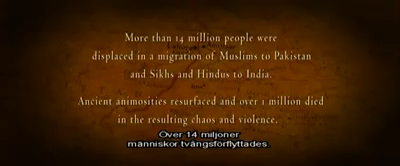 More than 14 million people were
displaced in a migration of Muslims to Pakistan
and Sikhs and Hindus to India.
Ancient animosities resurfaced and over 1 million died
in the resulting chaos and violence.
Över 14 miljoner
människor tvångsförflyttades.